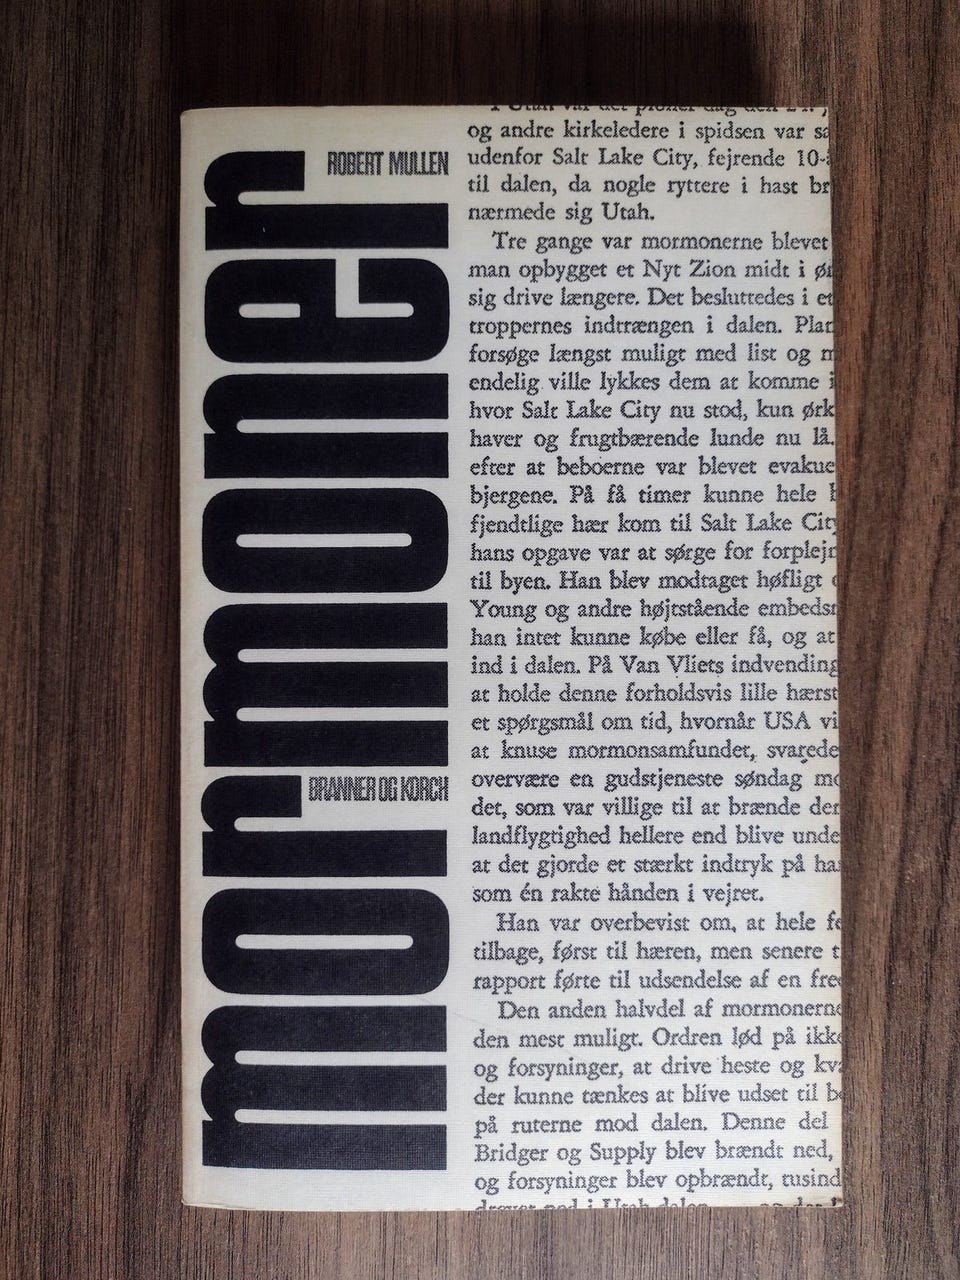 mormoner
ROBERT MULLEN
BRANNER OG KORCH
I Utah var det pioner dag den
og andre kirkeledere i spidsen var
udenfor Salt Lake City, fejrende 10-
til dalen, da nogle ryttere i hast
nærmede sig Utah.
Tre gange var mormonerne blevet
man opbygget et Nyt Zion midt i
sig drive længere. Det besluttedes i
troppernes indtrængen i dalen.
forsøge længst muligt med list og
endelig ville lykkes dem at komme
hvor Salt Lake City nu stod, kun
haver og frugtbærende lunde nu lå.
efter at beboerne var blevet
bjergene. På få timer kunne hele
fjendtlige hær kom til Salt Lake City
hans opgave var at sørge for
til byen. Han blev modtaget høfligt
Young og andre højtstående
han intet kunne købe eller få, og at
ind i dalen. På Van Vliets indvending
at holde denne forholdsvis lille
et spørgsmål om tid, hvornår USA
at knuse mormonsamfundet, svarede
overvære en gudstjeneste søndag
det, som var villige til at brænde
landflygtighed hellere end blive
at det gjorde et stærkt indtryk på
som én rakte hånden i vejret.
Han var overbevist om, at hele
tilbage, først til hæren, men senere
rapport førte til udsendelse af en
Den anden halvdel af mormonerne
den mest muligt. Ordren lød på
og forsyninger, at drive heste og
der kunne tænkes at blive udset til
på ruterne mod dalen. Denne del
Bridger og Supply blev brændt ned,
og forsyninger blev opbrændt,
i Utah dalen